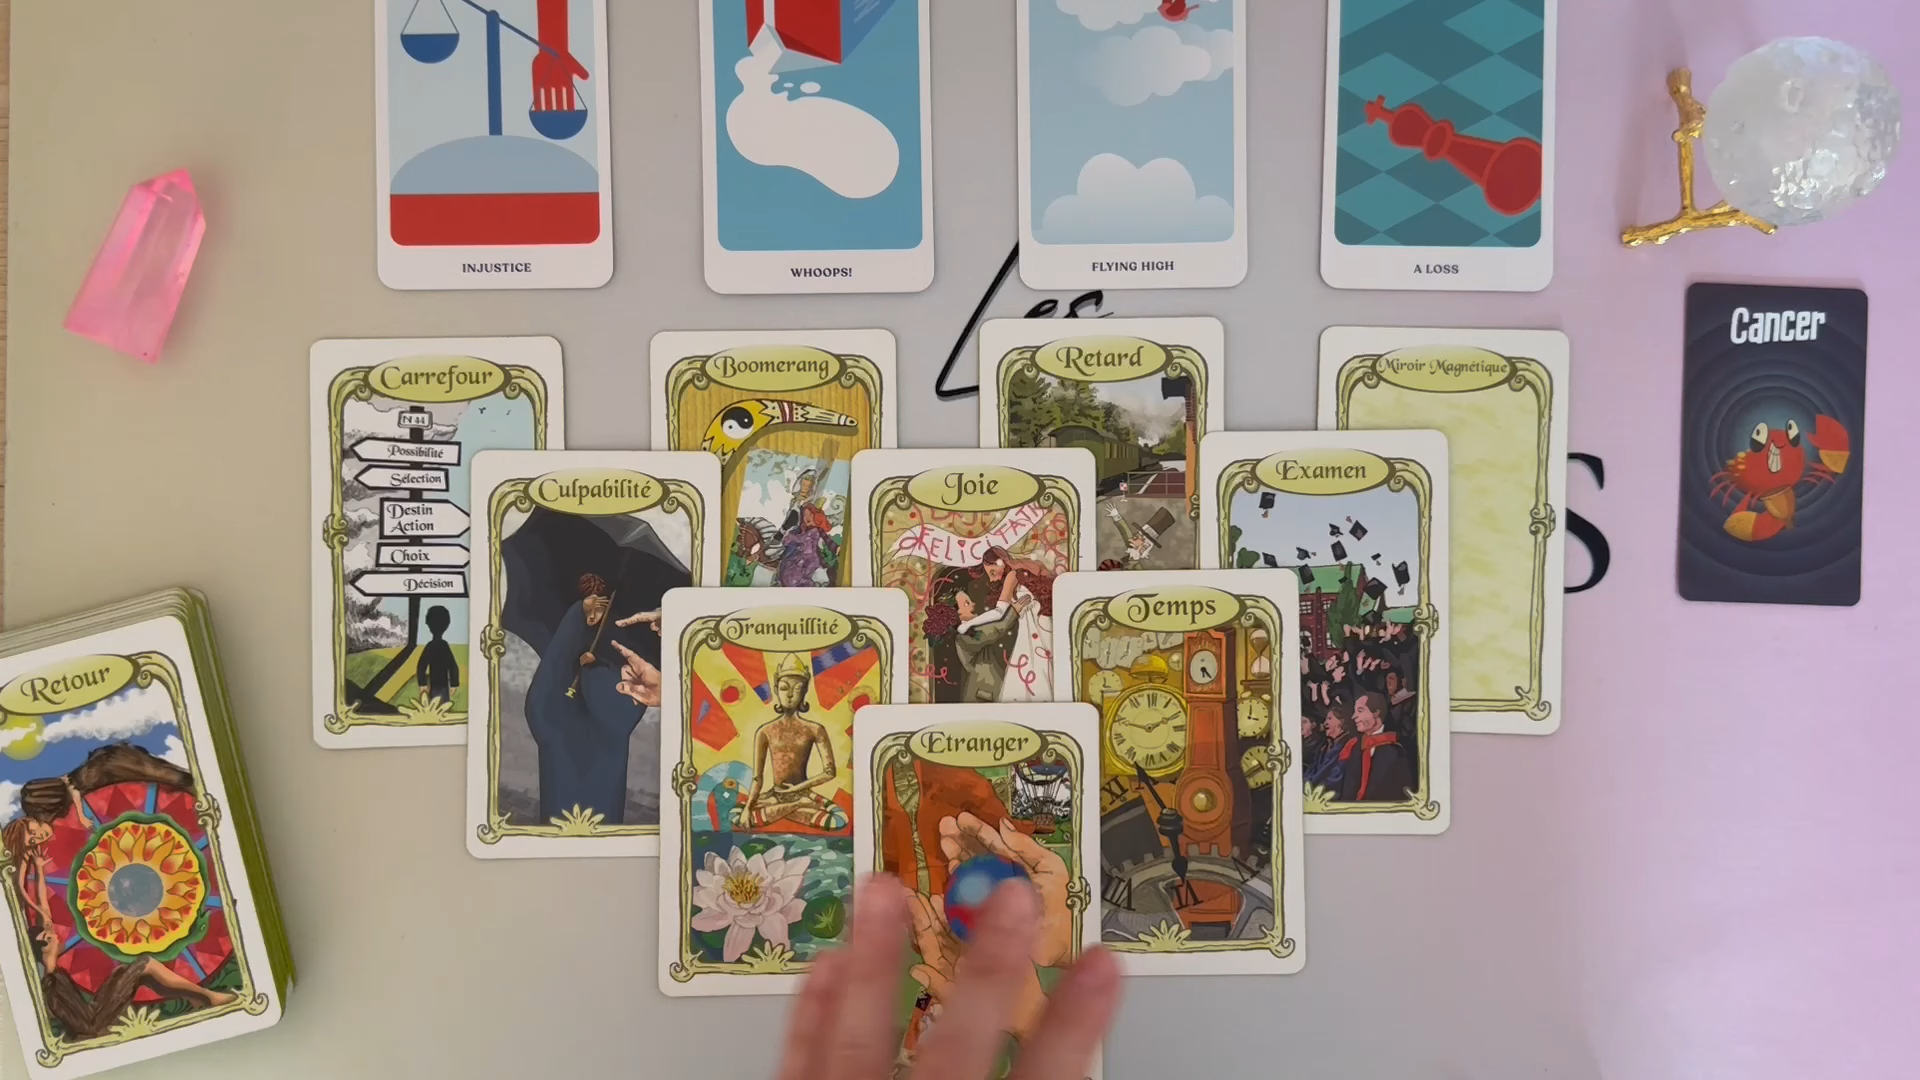 INJUSTICE
WHOOPS!
FLYING HIGH
A LOSS
Les
Cancer
Carrefour
N 44
Possibilité
Sélection
Destin
Action
Choix
Décision
Boomerang
Retard
Miroir Magnétique
Culpabilité
Joie
Examen
Tranquillité
Temps
Etranger
Retour